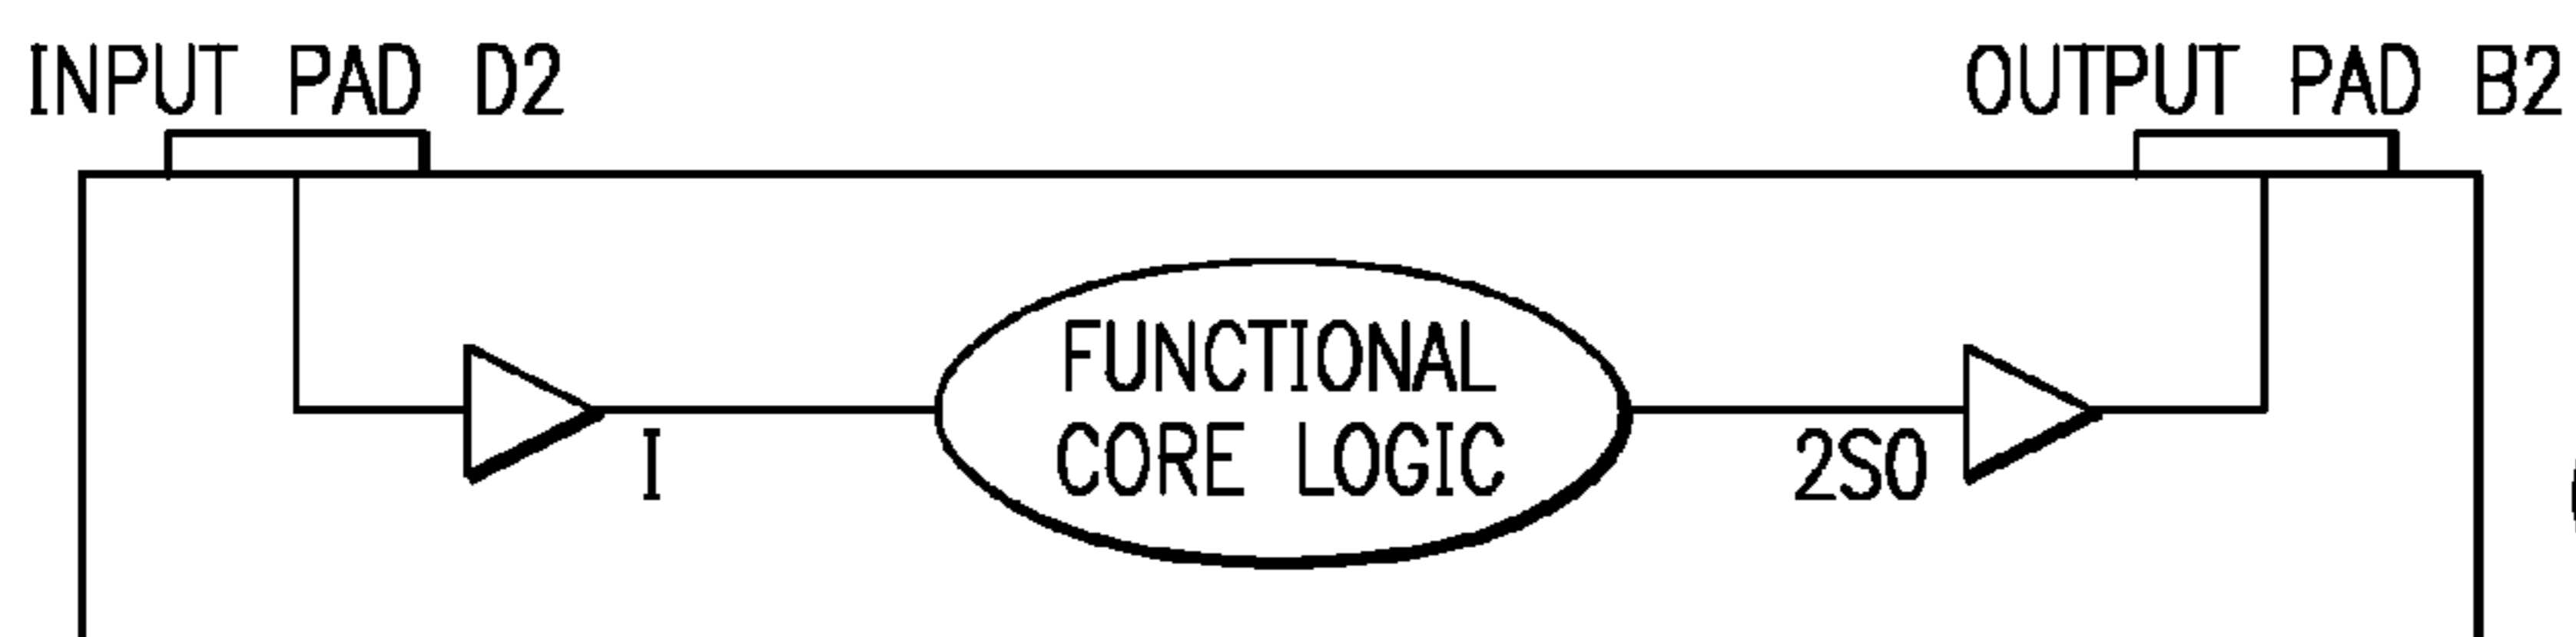 INPUT PAD D2
OUTPUT PAD B2
FUNCTIONAL
CORE LOGIC
I
2SO